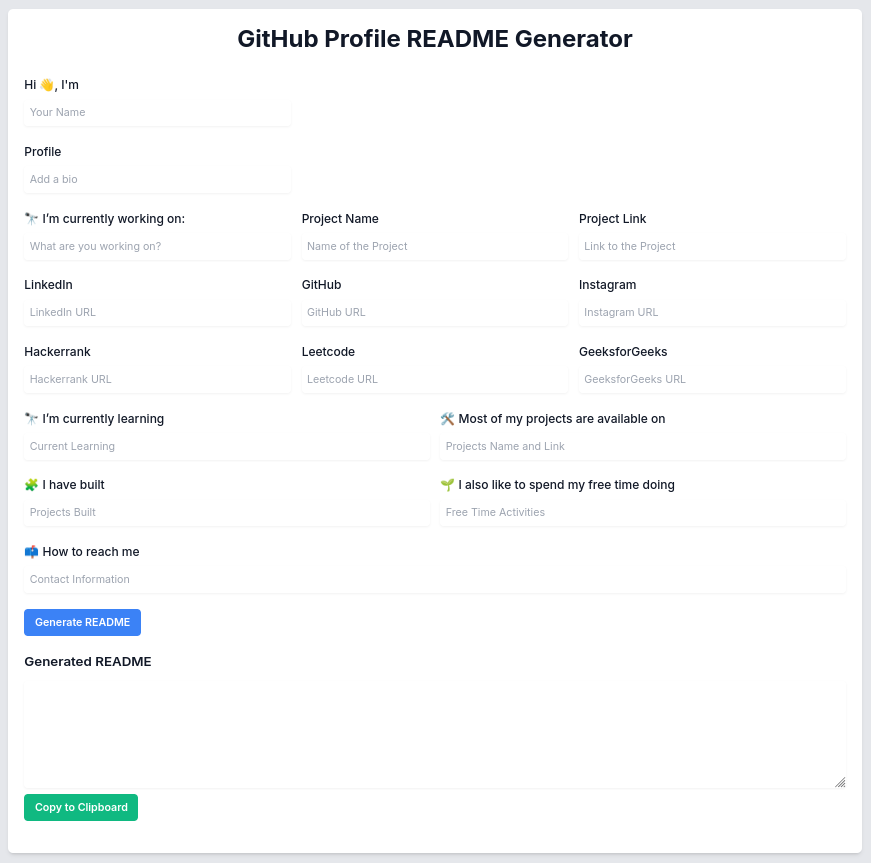 GitHub Profile README Generator
Hi 👋, I'm
Your Name
Profile
Add a bio
🔭 I’m currently working on: Project Name Project Link
What are you working on? Name of the Project Link to the Project
LinkedIn GitHub Instagram
LinkedIn URL GitHub URL Instagram URL
Hackerrank Leetcode GeeksforGeeks
Hackerrank URL Leetcode URL GeeksforGeeks URL
🔭 I’m currently learning 🛠️ Most of my projects are available on
Current Learning Projects Name and Link
🧩 I have built 🌱 I also like to spend my free time doing
Projects Built Free Time Activities
📫 How to reach me
Contact Information
Generate README
Generated README
Copy to Clipboard